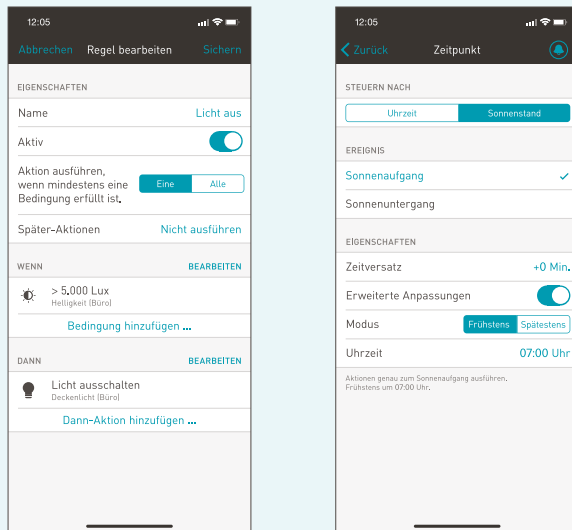 12:05
Abbrechen Regel bearbeiten Sichern
EIGENSCHAFTEN
Name Licht aus
Aktiv
Aktion ausführen,
wenn mindestens eine
Bedingung erfüllt ist.
Eine Alle
Später-Aktionen Nicht ausführen
WENN BEARBEITEN
> 5.000 Lux
Helligkeit (Büro)
Bedingung hinzufügen ...
DANN BEARBEITEN
Licht ausschalten
Deckenlicht (Büro)
Dann-Aktion hinzufügen ...
12:05
Zurück Zeitpunkt
STEUERN NACH
Uhrzeit Sonnenstand
EREIGNIS
Sonnenaufgang
Sonnenuntergang
EIGENSCHAFTEN
Zeitversatz +0 Min.
Erweiterte Anpassungen
Modus Frühstens Spätestens
Uhrzeit 07:00 Uhr
Aktionen genau zum Sonnenaufgang ausführen.
Frühstens um 07:00 Uhr.